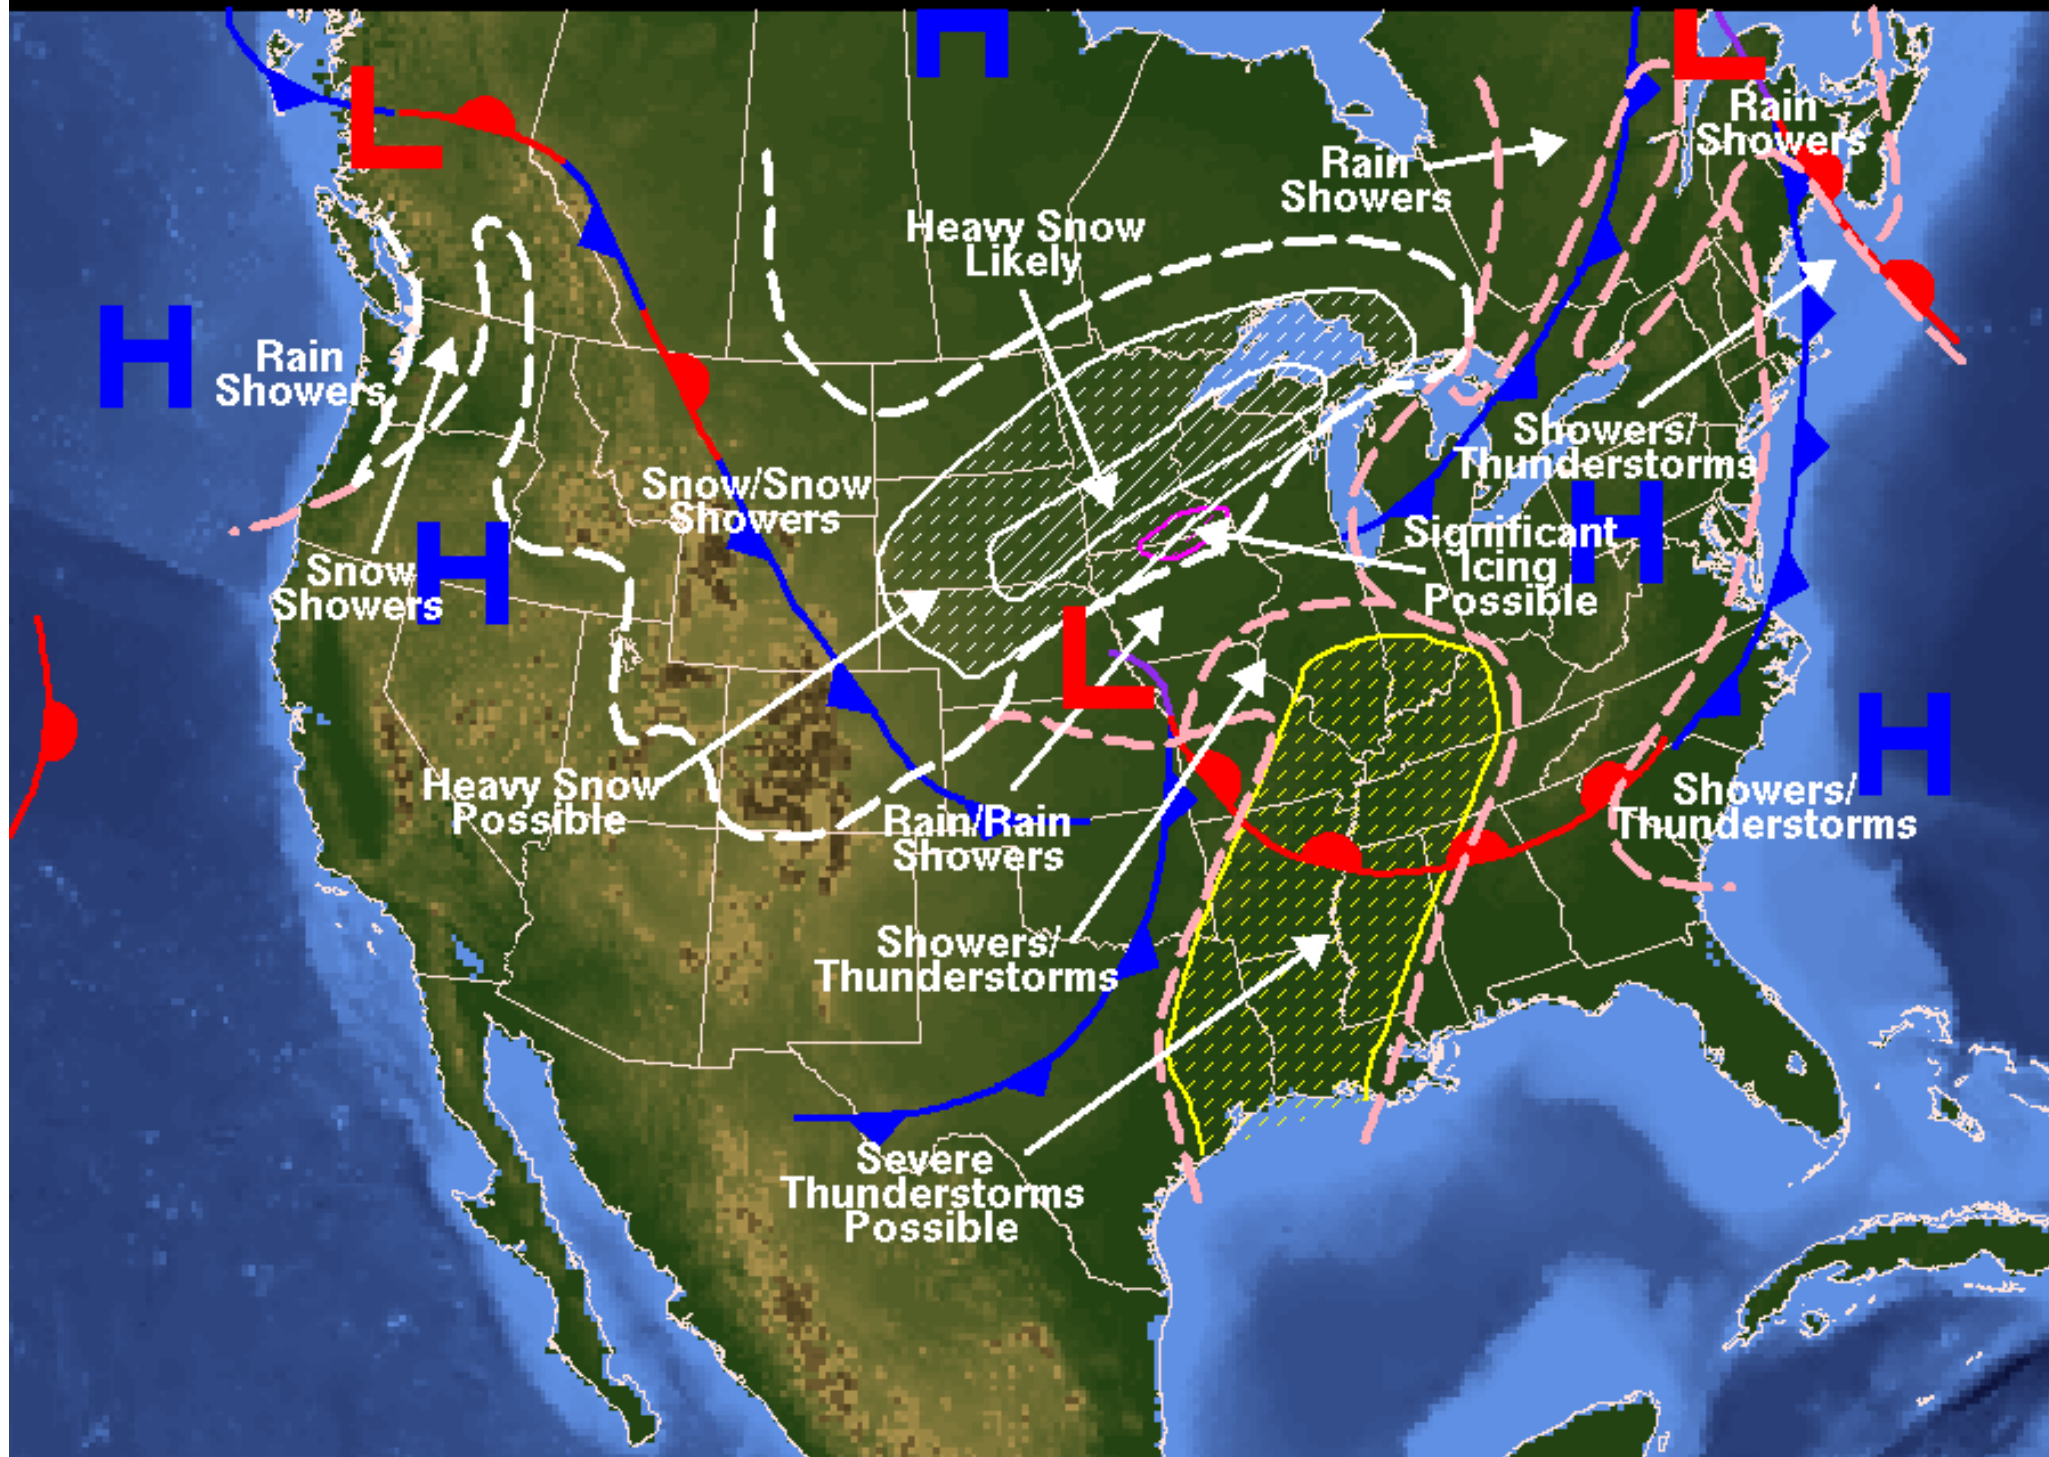 H
L
L
Rain
Showers
Rain
Showers
Heavy Snow
Likely
H
Rain
Showers
Showers/
Thunderstorms
Snow/Snow
Showers
H
Significant
Icing
Possible
H
Snow
Showers
L
H
Heavy Snow
Possible
Showers/
Thunderstorms
Rain/Rain
Showers
Showers/
Thunderstorms
Severe
Thunderstorms
Possible